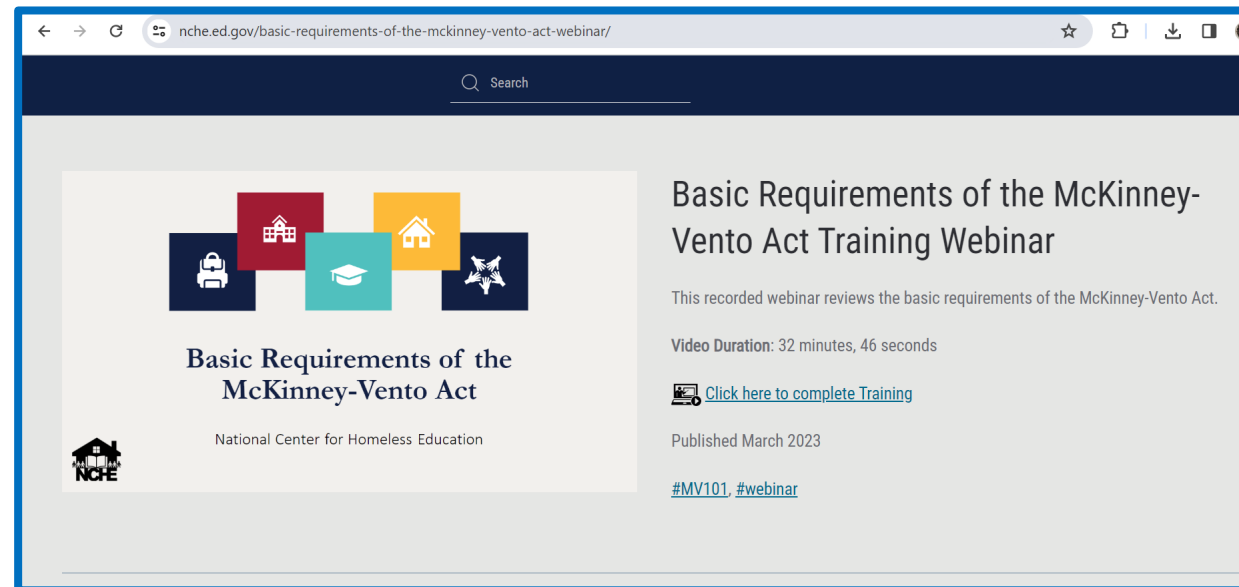 nche.ed.gov/basic-requirements-of-the-mckinney-vento-act-webinar/
Search
Basic Requirements of the
McKinney-Vento Act
National Center for Homeless Education
NCHE
Basic Requirements of the McKinney-
Vento Act Training Webinar
This recorded webinar reviews the basic requirements of the McKinney-Vento Act.
Video Duration: 32 minutes, 46 seconds
Click here to complete Training
Published March 2023
#MV101, #webinar